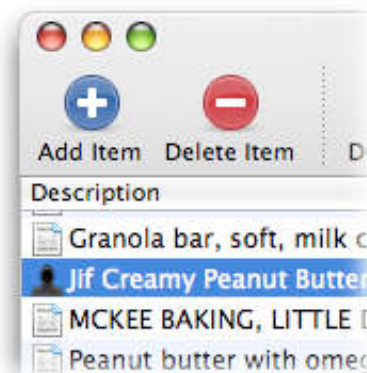 Add Item Delete Item D
Description
Granola bar, soft, milk c
Jif Creamy Peanut Butter
MCKEE BAKING, LITTLE D
Peanut butter with omeg